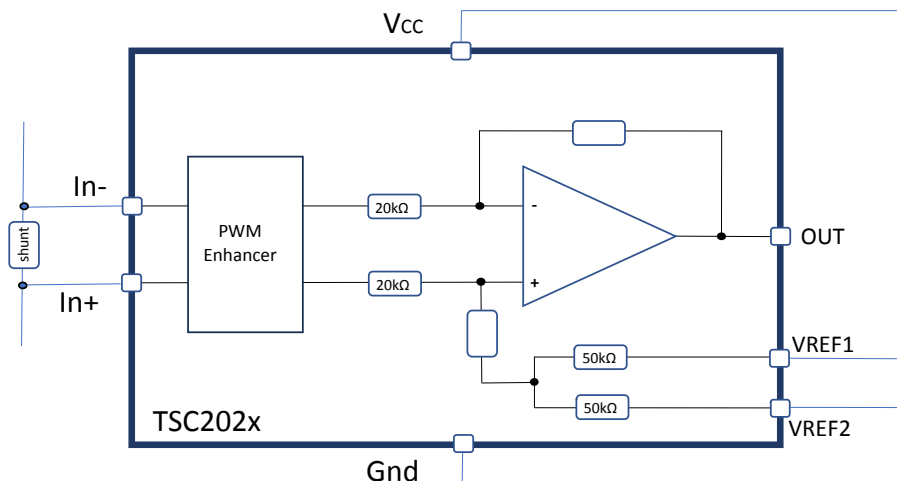 Vcc
In-
20kΩ
-
shunt
PWM
Enhancer
OUT
20kΩ
+
In+
VREF1
50kΩ
50kΩ
TSC202x
VREF2
Gnd